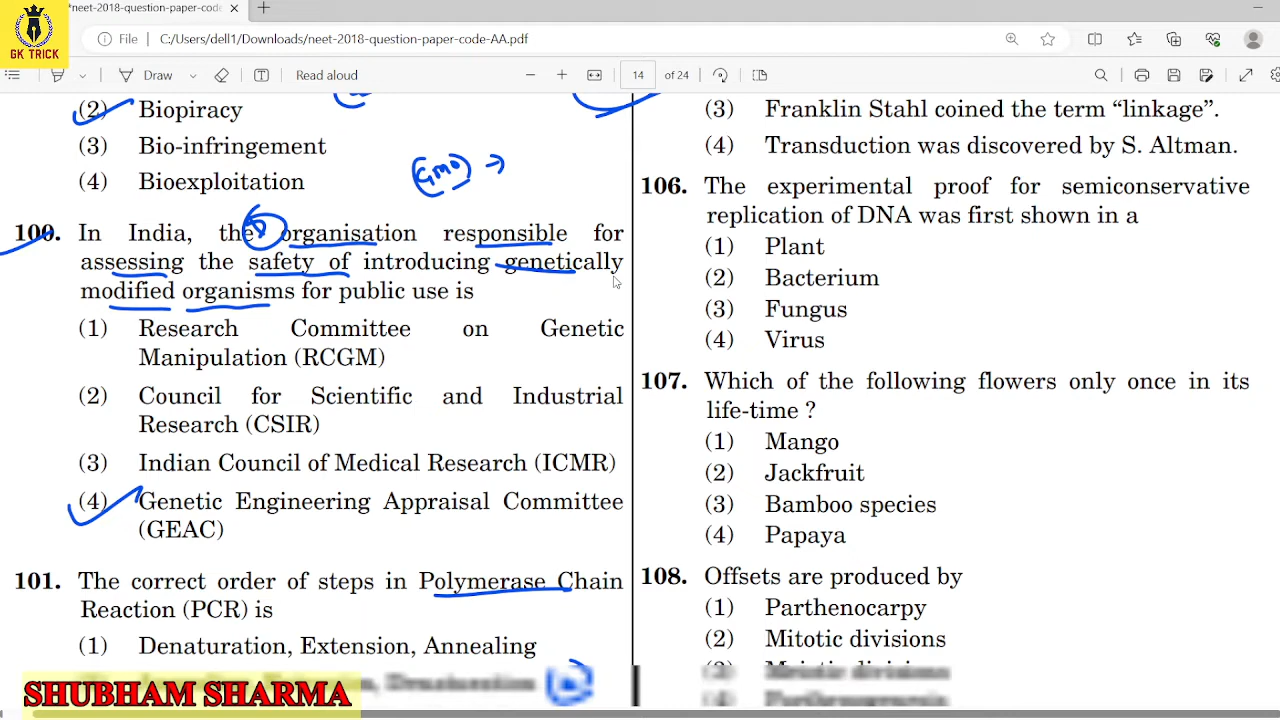 *neet-2018-question-paper-code
GK TRICK
File C:/Users/dell1/Downloads/neet-2018-question-paper-code-AA.pdf
Draw Read aloud 14 of 24
(2) Biopiracy
(3) Bio-infringement
(4) Bioexploitation
GMO →
100. In India, the organisation responsible for
assessing the safety of introducing genetically
modified organisms for public use is
(1) Research Committee on Genetic
Manipulation (RCGM)
(2) Council for Scientific and Industrial
Research (CSIR)
(3) Indian Council of Medical Research (ICMR)
(4) Genetic Engineering Appraisal Committee
(GEAC)
101. The correct order of steps in Polymerase Chain
Reaction (PCR) is
(1) Denaturation, Extension, Annealing
SHUBHAM SHARMA
(3) Franklin Stahl coined the term “linkage”.
(4) Transduction was discovered by S. Altman.
106. The experimental proof for semiconservative
replication of DNA was first shown in a
(1) Plant
(2) Bacterium
(3) Fungus
(4) Virus
107. Which of the following flowers only once in its
life-time ?
(1) Mango
(2) Jackfruit
(3) Bamboo species
(4) Papaya
108. Offsets are produced by
(1) Parthenocarpy
(2) Mitotic divisions
(3) Meiotic divisions
(4) Parthenogenesis